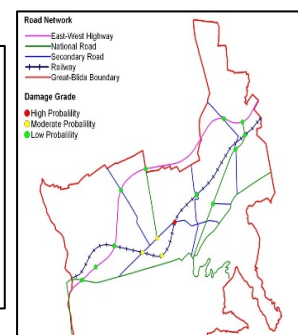 Road Network
East-West Highway
National Road
Secondary Road
Railway
Great-Blida Boundary
Damage Grade
High Probability
Moderate Probability
Low Probability